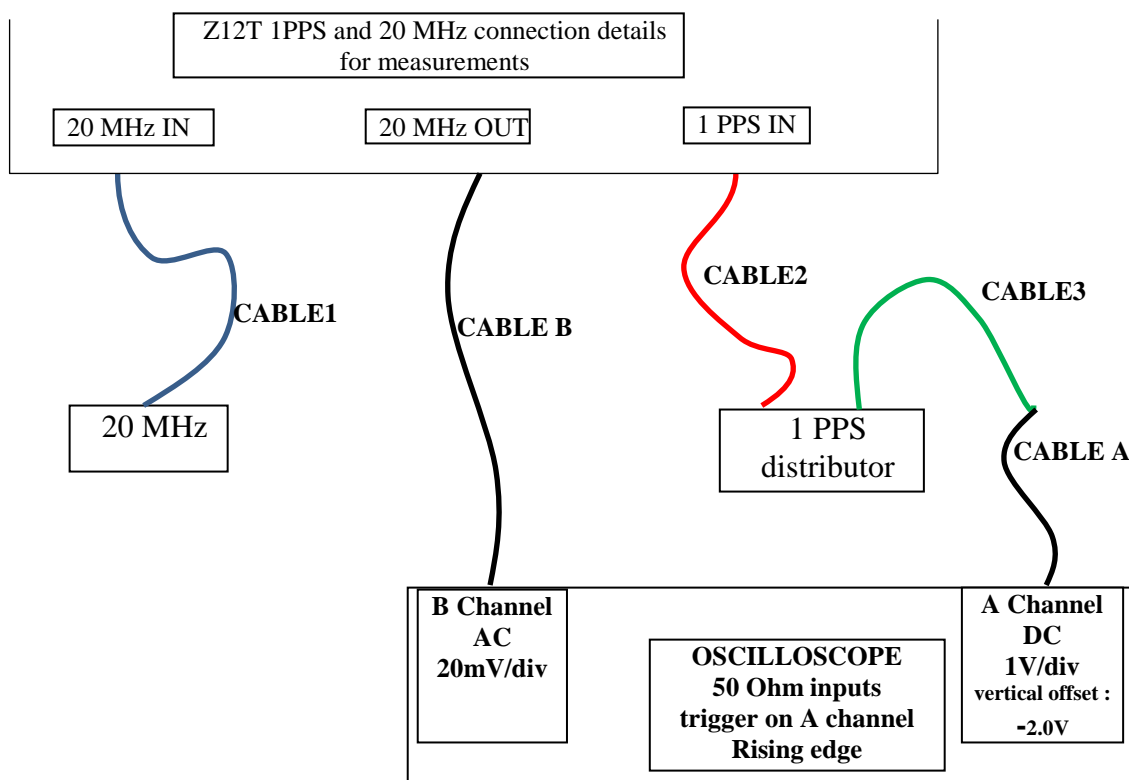 Z12T 1PPS and 20 MHz connection details
for measurements
20 MHz IN
20 MHz OUT
1 PPS IN
CABLE1
CABLE B
CABLE2
CABLE3
20 MHz
1 PPS
distributor
CABLE A
B Channel
AC
20mV/div
OSCILLOSCOPE
50 Ohm inputs
trigger on A channel
Rising edge
A Channel
DC
1V/div
vertical offset :
-2.0V